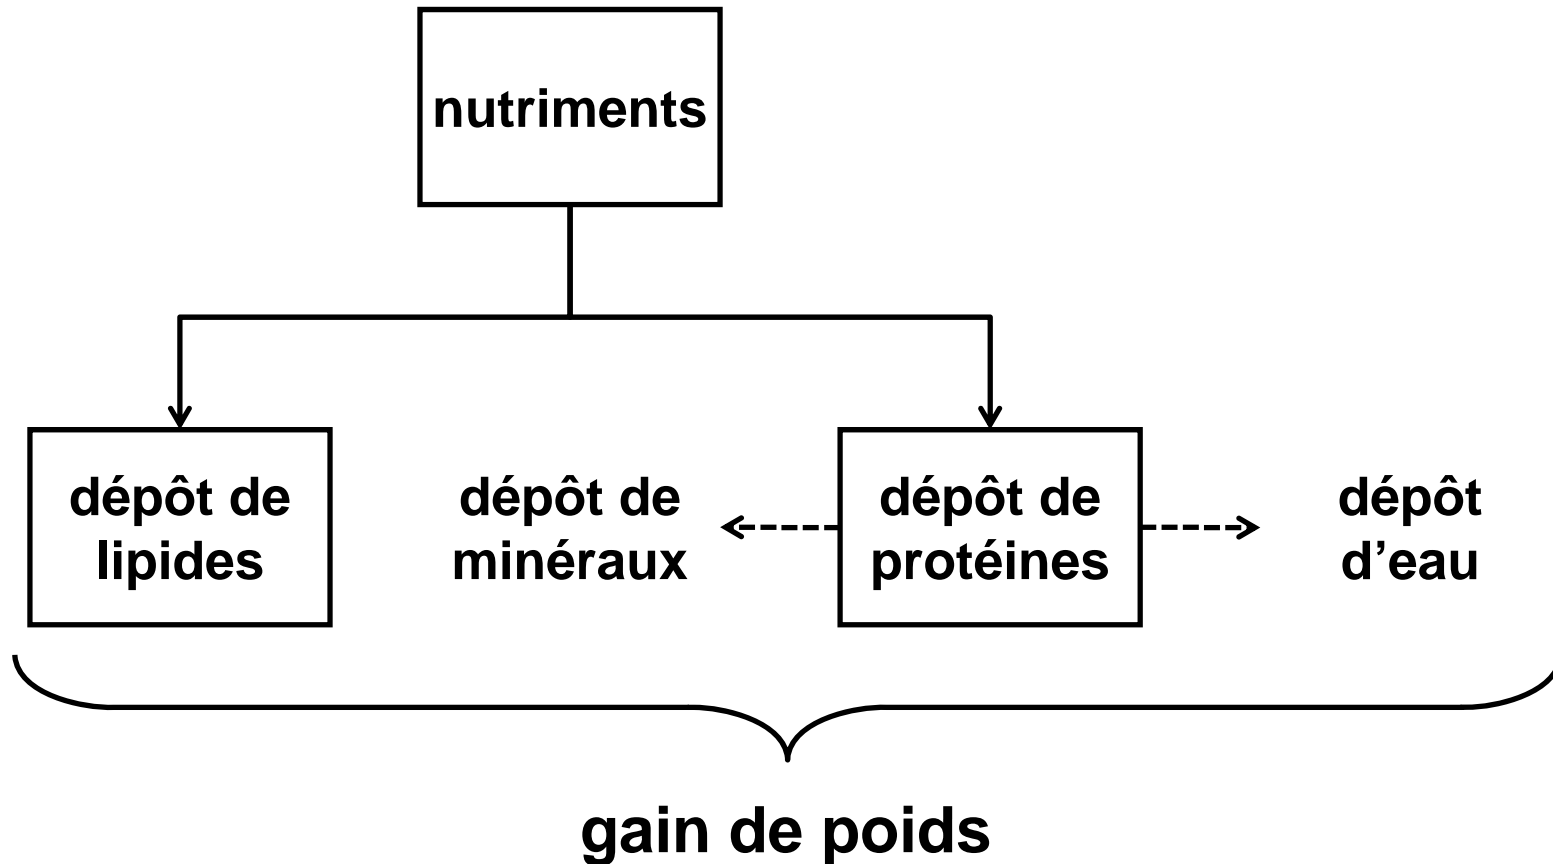 nutriments
dépôt de
lipides
dépôt de
minéraux
dépôt de
protéines
dépôt
d’eau
gain de poids